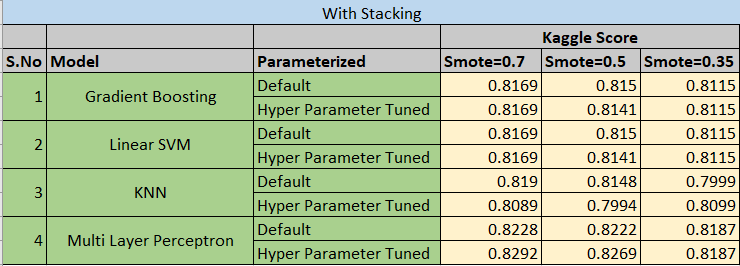 With Stacking
Kaggle Score
S.No Model Parameterized Smote=0.7 Smote=0.5 Smote=0.35
1 Gradient Boosting Default 0.8169 0.815 0.8115
Hyper Parameter Tuned 0.8169 0.8141 0.8115
2 Linear SVM Default 0.8169 0.815 0.8115
Hyper Parameter Tuned 0.8169 0.8141 0.8115
3 KNN Default 0.819 0.8148 0.7999
Hyper Parameter Tuned 0.8089 0.7994 0.8099
4 Multi Layer Perceptron Default 0.8228 0.8222 0.8187
Hyper Parameter Tuned 0.8292 0.8269 0.8187